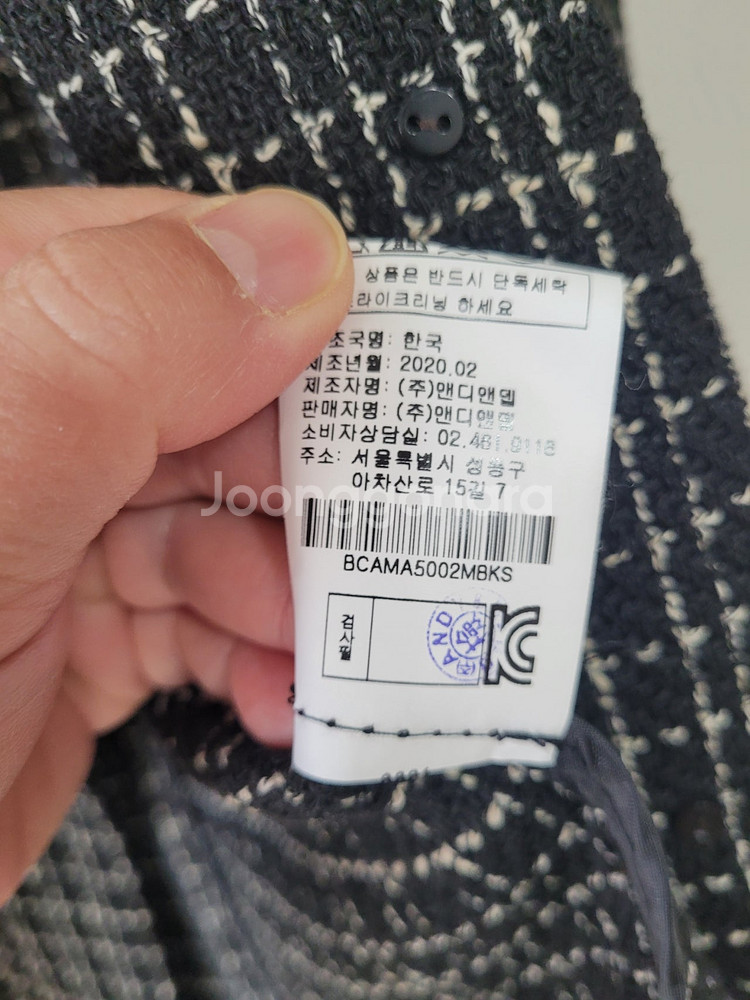 상품은 반드시 단독세탁
라이크리닝 하세요
조국명: 한국
제조년월: 2020.02
제조자명: (주)앤디앤뎁
판매자명: (주)앤디앤뎁
소비자상담실: 02.461.0118
주소: 서울특별시 성동구
아차산로 15길 7
Joonggonara
BCAMA5002MBKS
검사필
AND